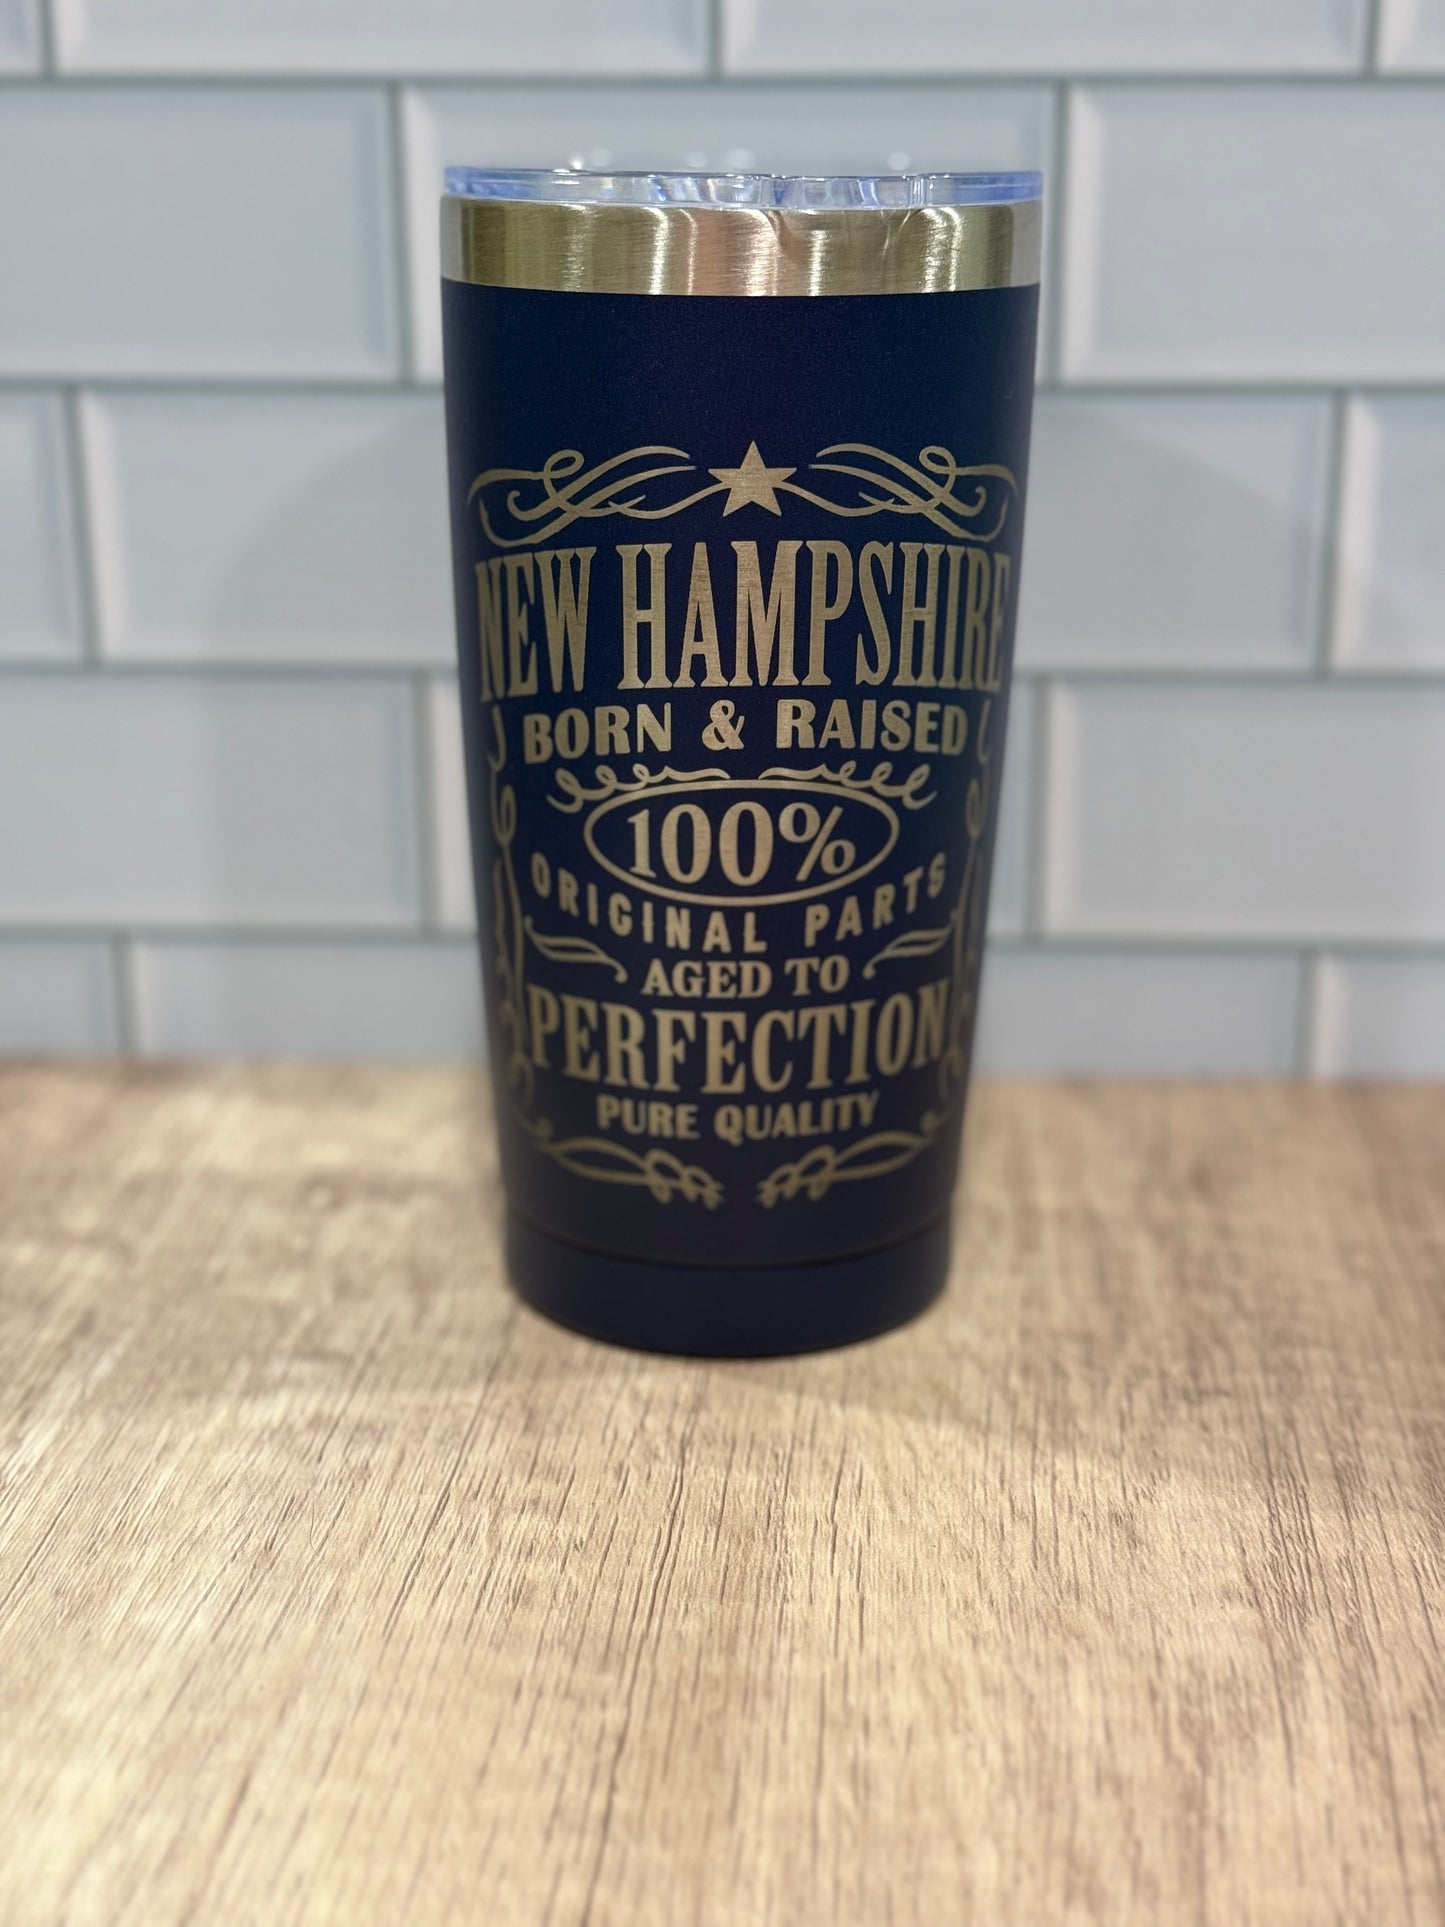 NEW HAMPSHIRE
BORN & RAISED
100%
ORIGINAL PARTS
AGED TO
PERFECTION
PURE QUALITY